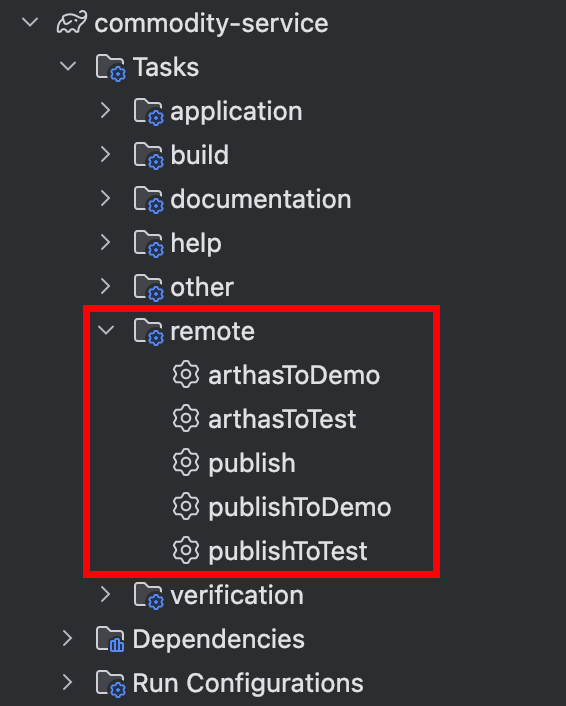 commodity-service
Tasks
application
build
documentation
help
other
remote
arthasToDemo
arthasToTest
publish
publishToDemo
publishToTest
verification
Dependencies
Run Configurations